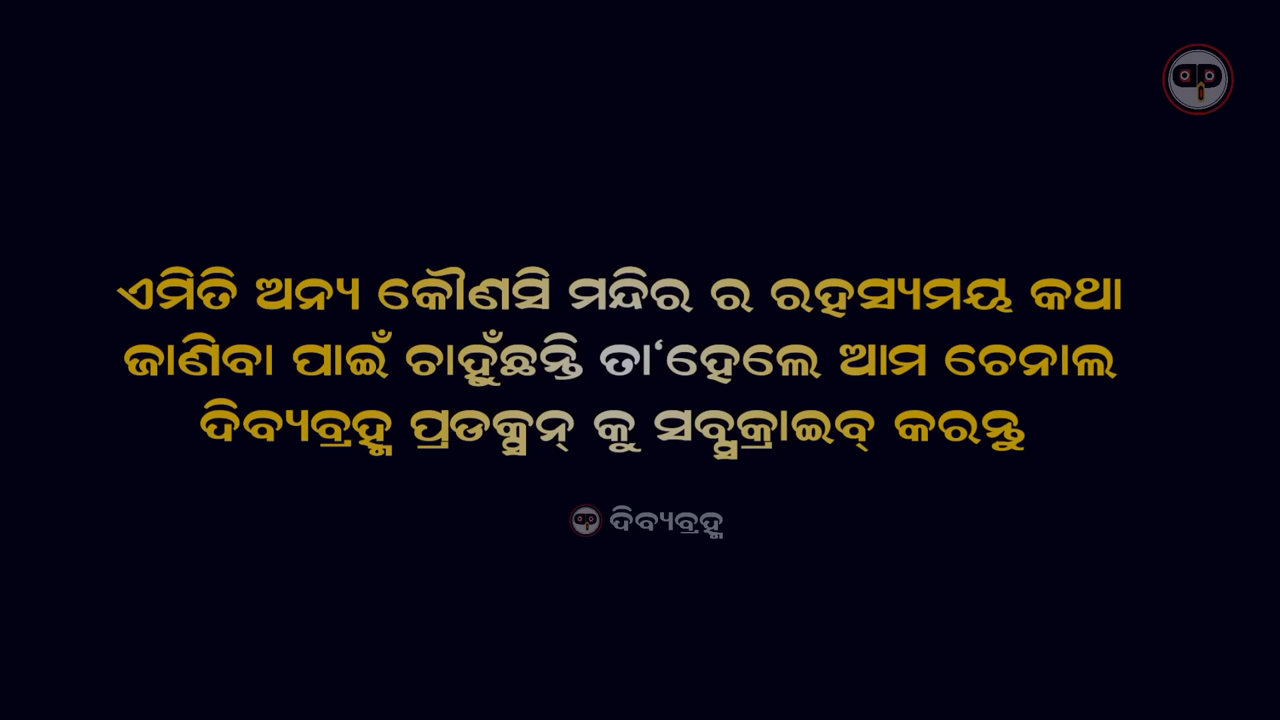 ଏମିତି ଅନ୍ୟ କୌଣସି ମନ୍ଦିର ର ରହସ୍ୟମୟ କଥା
ଜାଣିବା ପାଇଁ ଚାହୁଁଛନ୍ତି ତା‘ହେଲେ ଆମ ଚେନାଲ
ଦିବ୍ୟବ୍ରହ୍ମ ପ୍ରଡକ୍ସନ୍ କୁ ସବ୍ସକ୍ରାଇବ୍ କରନ୍ତୁ
ଦିବ୍ୟବ୍ରହ୍ମ